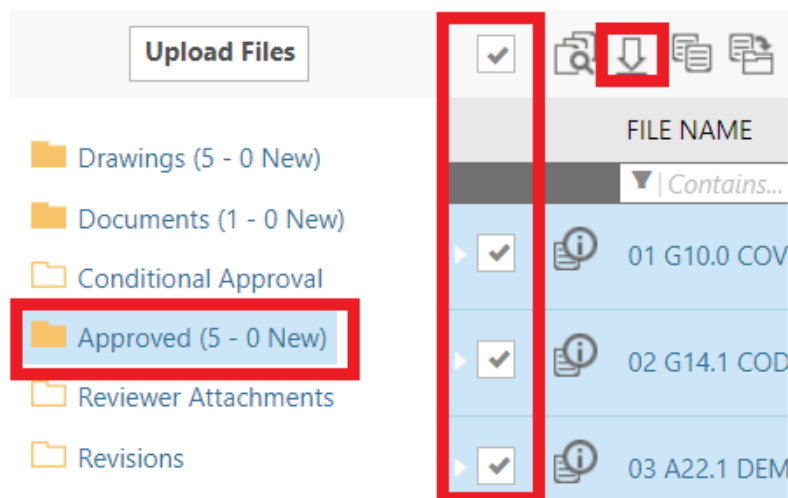 Upload Files
Drawings (5 - 0 New)
Documents (1 - 0 New)
Conditional Approval
Approved (5 - 0 New)
Reviewer Attachments
Revisions
FILE NAME
Contains...
01 G10.0 COV
02 G14.1 COD
03 A22.1 DEM